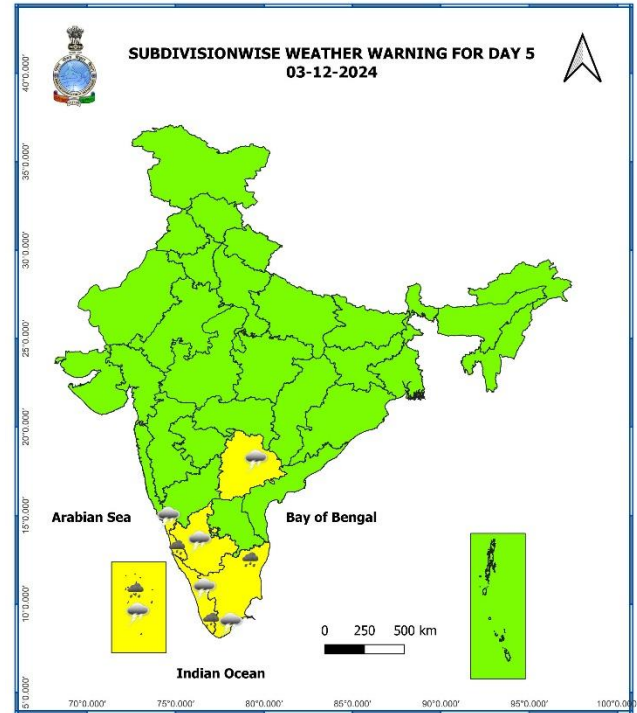 SUBDIVISIONWISE WEATHER WARNING FOR DAY 5
03-12-2024
40°0.000'
35°0.000'
30°0.000'
25°0.000'
20°0.000'
15°0.000'
10°0.000'
5°0.000'
Arabian Sea
Bay of Bengal
0 250 500 km
Indian Ocean
70°0.000' 75°0.000' 80°0.000' 85°0.000' 90°0.000' 95°0.000' 100°0.0